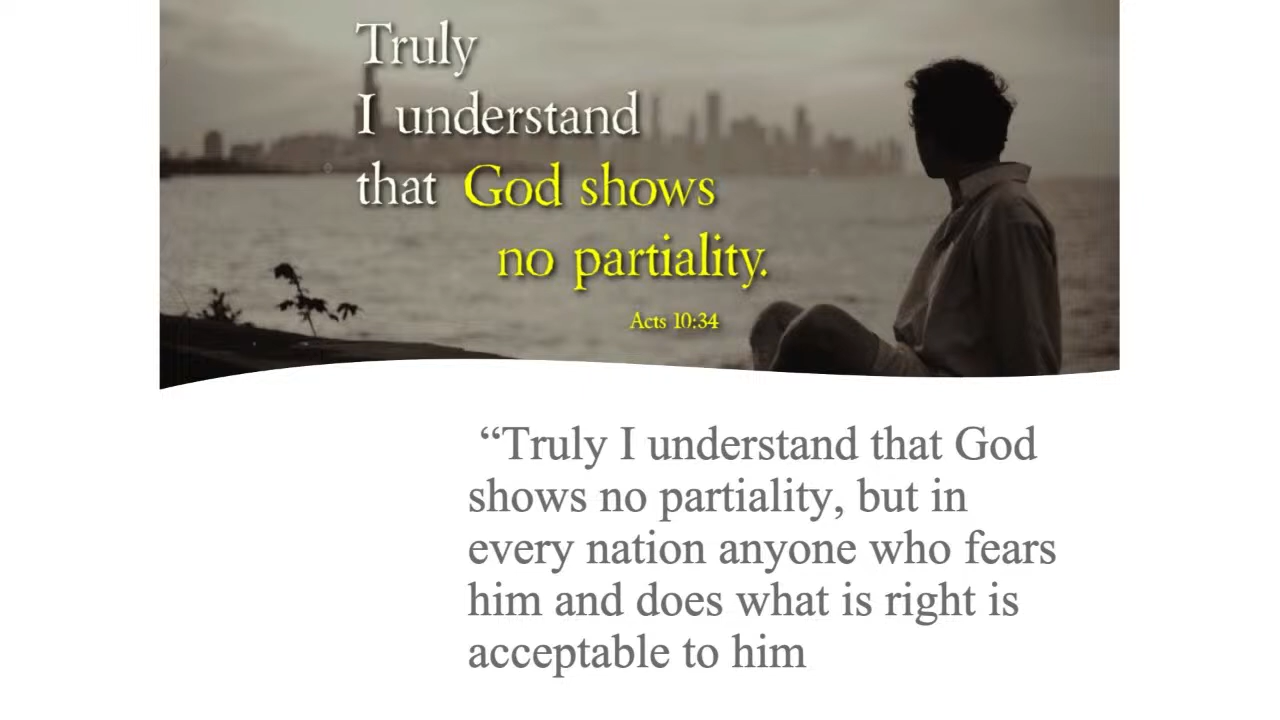 Truly
I understand
that God shows
no partiality.
Acts 10:34
“Truly I understand that God
shows no partiality, but in
every nation anyone who fears
him and does what is right is
acceptable to him